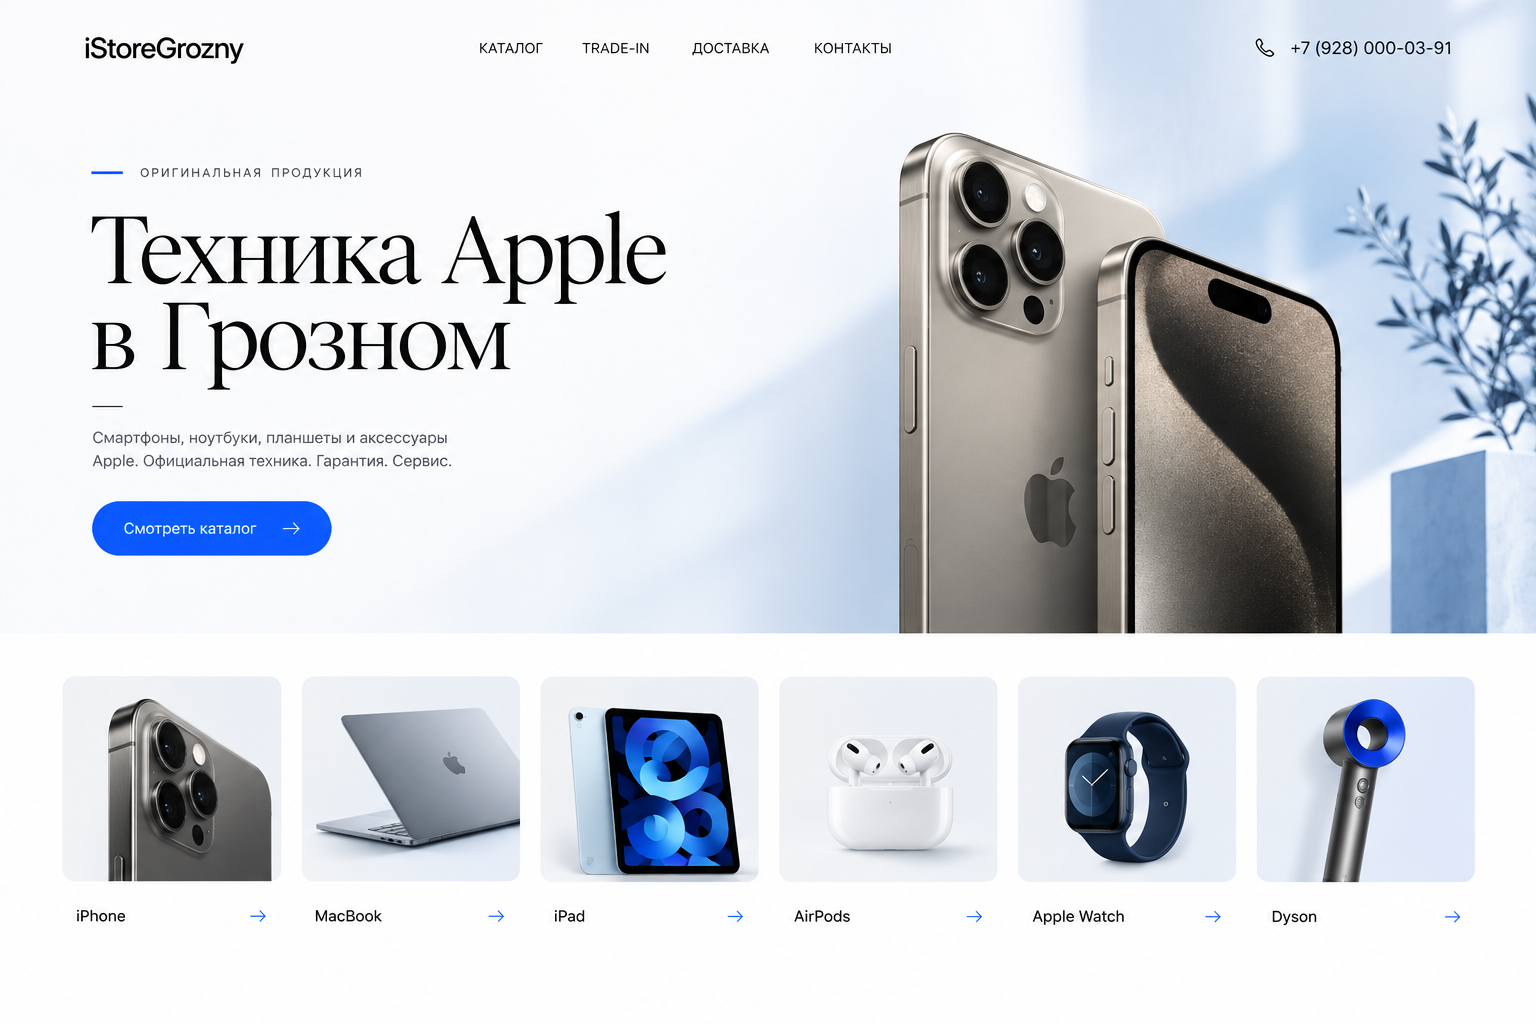 iStoreGrozny
КАТАЛОГ
TRADE-IN
ДОСТАВКА
КОНТАКТЫ
+7 (928) 000-03-91
ОРИГИНАЛЬНАЯ ПРОДУКЦИЯ
Техника Apple
в Грозном
Смартфоны, ноутбуки, планшеты и аксессуары
Apple. Официальная техника. Гарантия. Сервис.
Смотреть каталог
iPhone
MacBook
iPad
AirPods
Apple Watch
Dyson